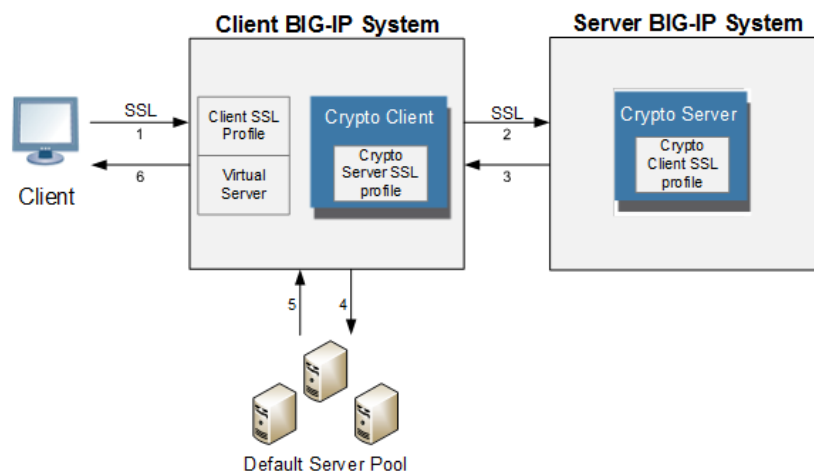 Client BIG-IP System
Server BIG-IP System
SSL
1
6
Client
Client SSL
Profile
Virtual
Server
Crypto Client
Crypto
Server SSL
profile
SSL
2
3
Crypto Server
Crypto
Client SSL
profile
5
4
Default Server Pool